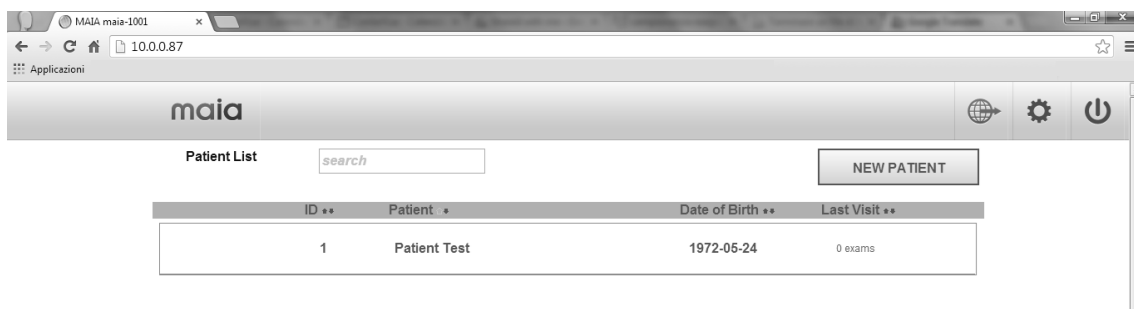 MAIA maia-1001
10.0.0.87
Applicazioni
maia
Patient List
search
NEW PATIENT
ID Patient Date of Birth Last Visit
1 Patient Test 1972-05-24 0 exams